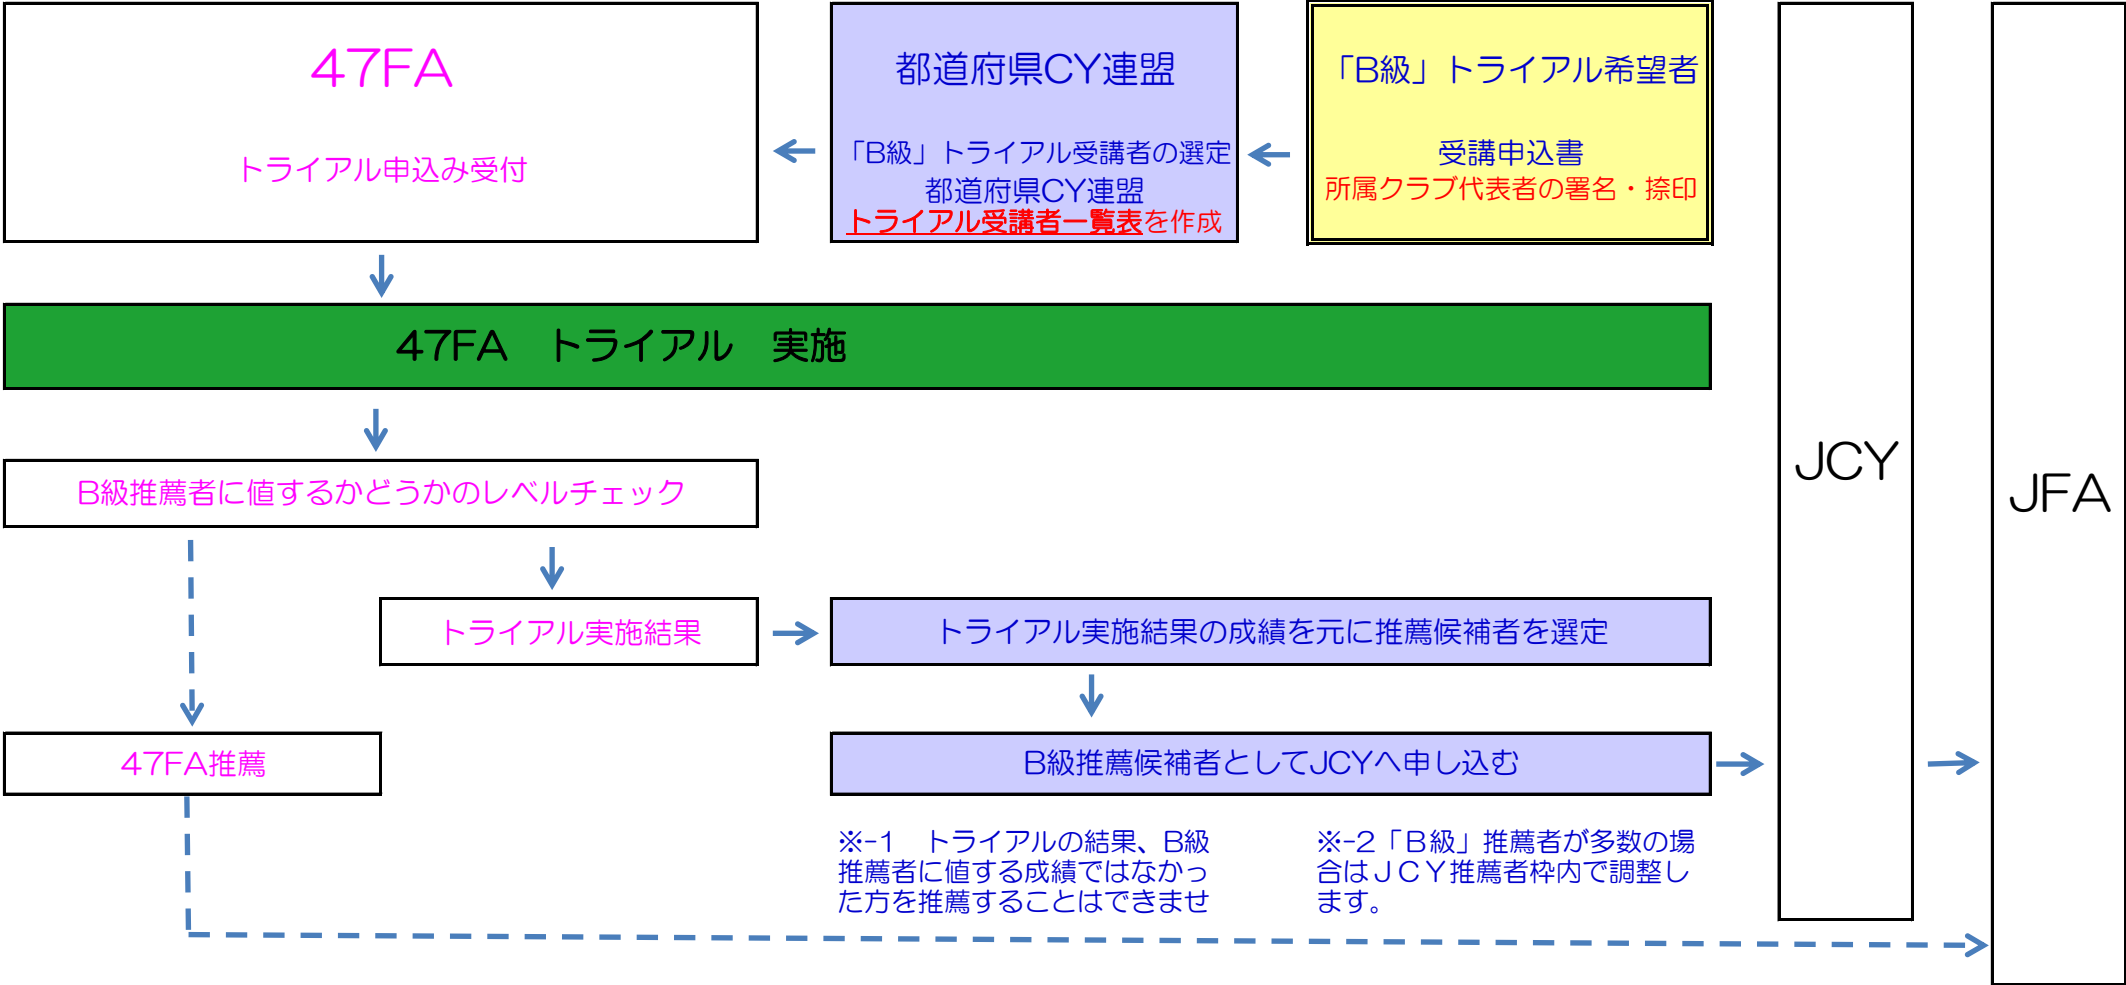 47FA
トライアル申込み受付
都道府県CY連盟
「B級」トライアル受講者の選定
都道府県CY連盟
トライアル受講者一覧表を作成
「B級」トライアル希望者
受講申込書
所属クラブ代表者の署名・捺印
47FA　トライアル　実施
B級推薦者に値するかどうかのレベルチェック
トライアル実施結果
トライアル実施結果の成績を元に推薦候補者を選定
47FA推薦
B級推薦候補者としてJCYへ申し込む
※-1　トライアルの結果、B級
推薦者に値する成績ではなかっ
た方を推薦することはできませ
※-2「Ｂ級」推薦者が多数の場
合はＪＣＹ推薦者枠内で調整し
ます。
JCY
JFA